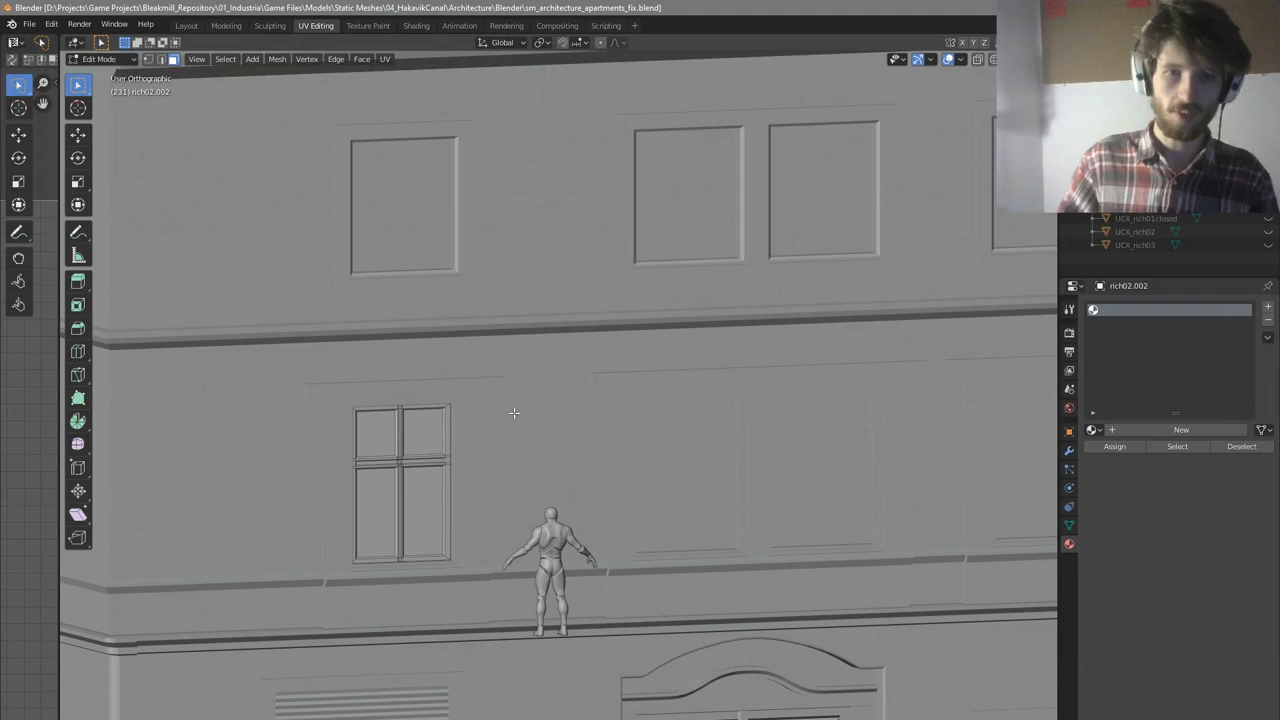 Blender [D:\Projects\Game Projects\Bleakmill_Repository\01_Industria\Game Files\Models\Static Meshes\04_HakavikCanal\Architecture\Blender\sm_architecture_apartments_fix.blend]
File Edit Render Window Help Layout Modeling Sculpting UV Editing Texture Paint Shading Animation Rendering Compositing Scripting +
Global X Y Z
Edit Mode View Select Add Mesh Vertex Edge Face UV
User Orthographic
(231) rich02.002
UCX_rich01closed
UCX_rich02
UCX_rich03
rich02.002
New
Assign Select Deselect